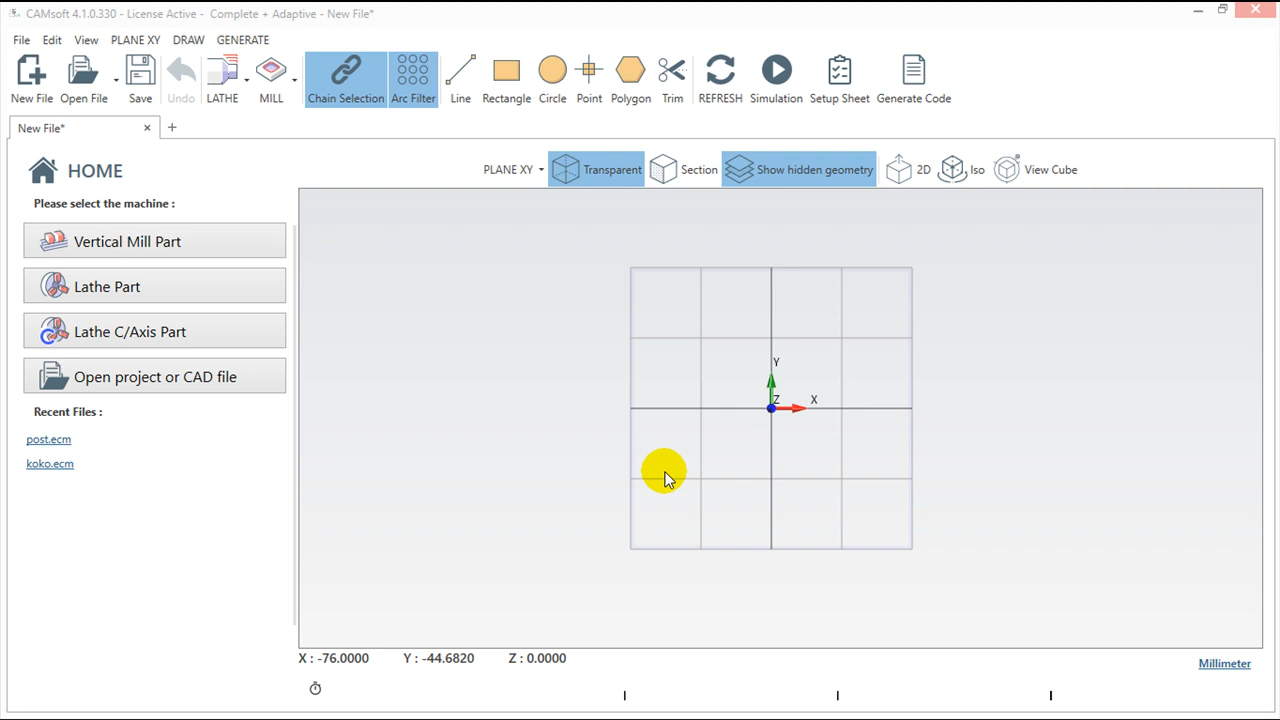 CAMsoft 4.1.0.330 - License Active - Complete + Adaptive - New File*
File Edit View PLANE XY DRAW GENERATE
New File Open File Save Undo LATHE MILL Chain Selection Arc Filter Line Rectangle Circle Point Polygon Trim REFRESH Simulation Setup Sheet Generate Code
New File*
HOME
PLANE XY Transparent Section Show hidden geometry 2D Iso View Cube
Please select the machine :
Vertical Mill Part
Lathe Part
Lathe C/Axis Part
Open project or CAD file
Recent Files :
post.ecm
koko.ecm
Y
Z X
X : -76.0000 Y : -44.6820 Z : 0.0000
Millimeter